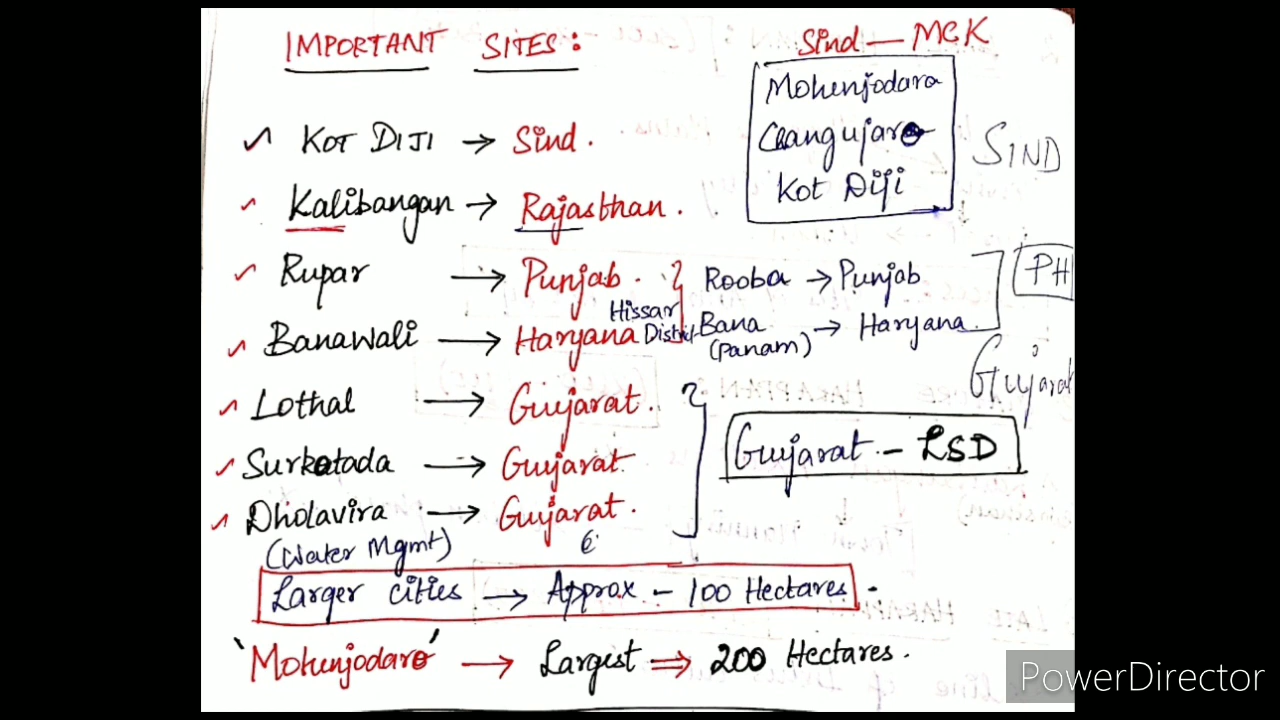 IMPORTANT SITES:
Sind — MCK
Mohenjodara
Changujaro
Kot Diji
SIND
✓ KOT DIJI → Sind.
Kalibangan → Rajasthan.
Rupar → Punjab.
Rooba → Punjab
PH
Banawali → Haryana
Hissar
District
Bana → Haryana.
(Panam)
Gujarat
Lothal → Gujarat.
Surkotada → Gujarat.
Gujarat - LSD
Dholavira → Gujarat.
(Water Mgmt)
Larger cities → Approx - 100 Hectares.
'Mohenjodaro' → Largest ⇒ 200 Hectares.
PowerDirector